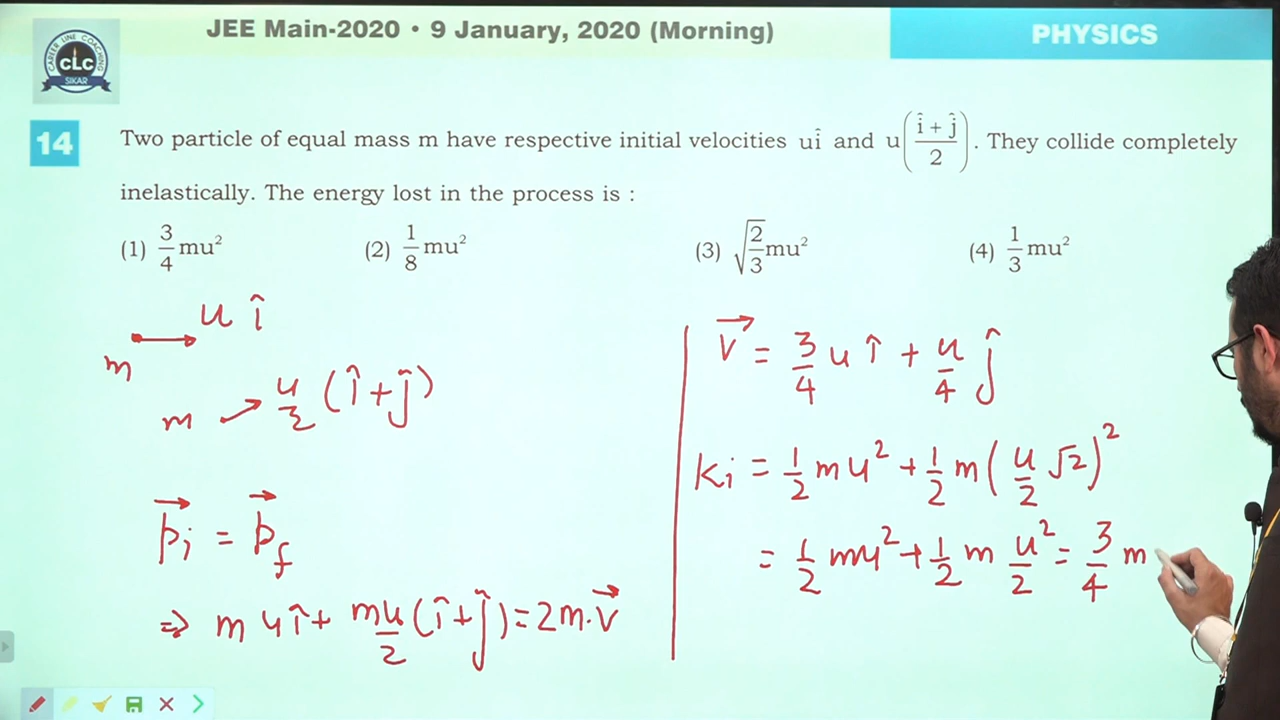 JEE Main-2020 • 9 January, 2020 (Morning)
PHYSICS
CAREER LINE COACHING
CLC
SIKAR
14
Two particle of equal mass m have respective initial velocities uî and u((î + ĵ)/2). They collide completely
inelastically. The energy lost in the process is :
(1) 3/4 mu² (2) 1/8 mu² (3) √(2/3) mu² (4) 1/3 mu²
u î
m
m u/2 (î+ĵ)
p⃗i = p⃗f
⇒ m u î + mu/2 (î+ĵ) = 2m.v⃗
v⃗ = 3/4 u î + u/4 ĵ
Ki = 1/2 mu² + 1/2 m (u/2 √2)²
= 1/2 mu² + 1/2 m u²/2 = 3/4 m